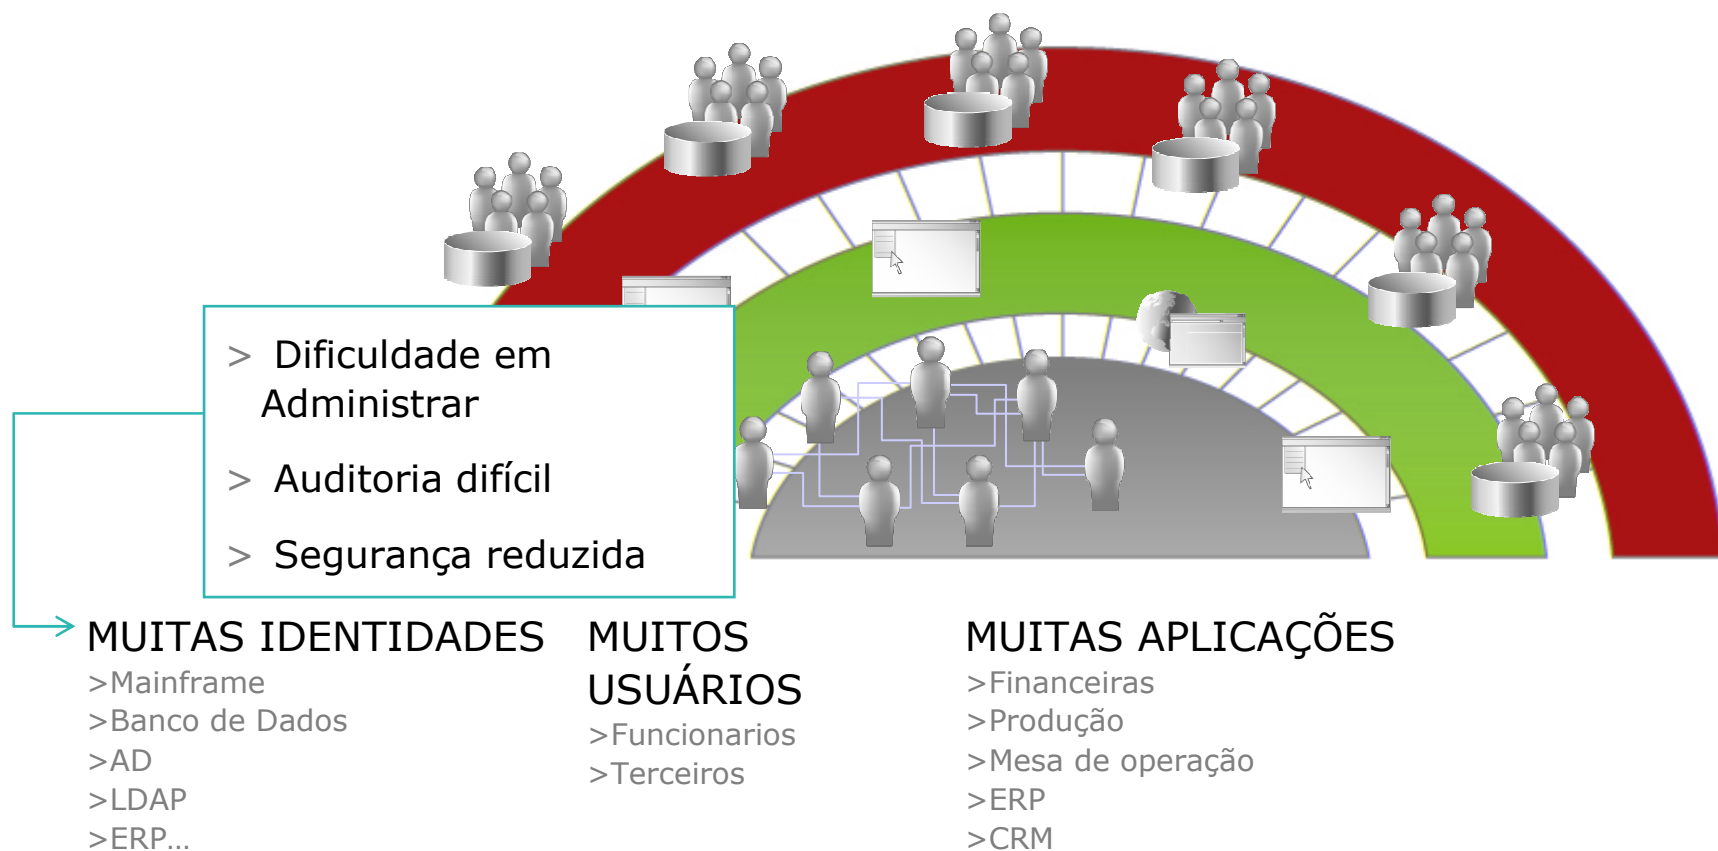 > Dificuldade em
Administrar
> Auditoria difícil
> Segurança reduzida
MUITAS IDENTIDADES
>Mainframe
>Banco de Dados
>AD
>LDAP
>ERP…
MUITOS
USUÁRIOS
>Funcionarios
>Terceiros
MUITAS APLICAÇÕES
>Financeiras
>Produção
>Mesa de operação
>ERP
>CRM